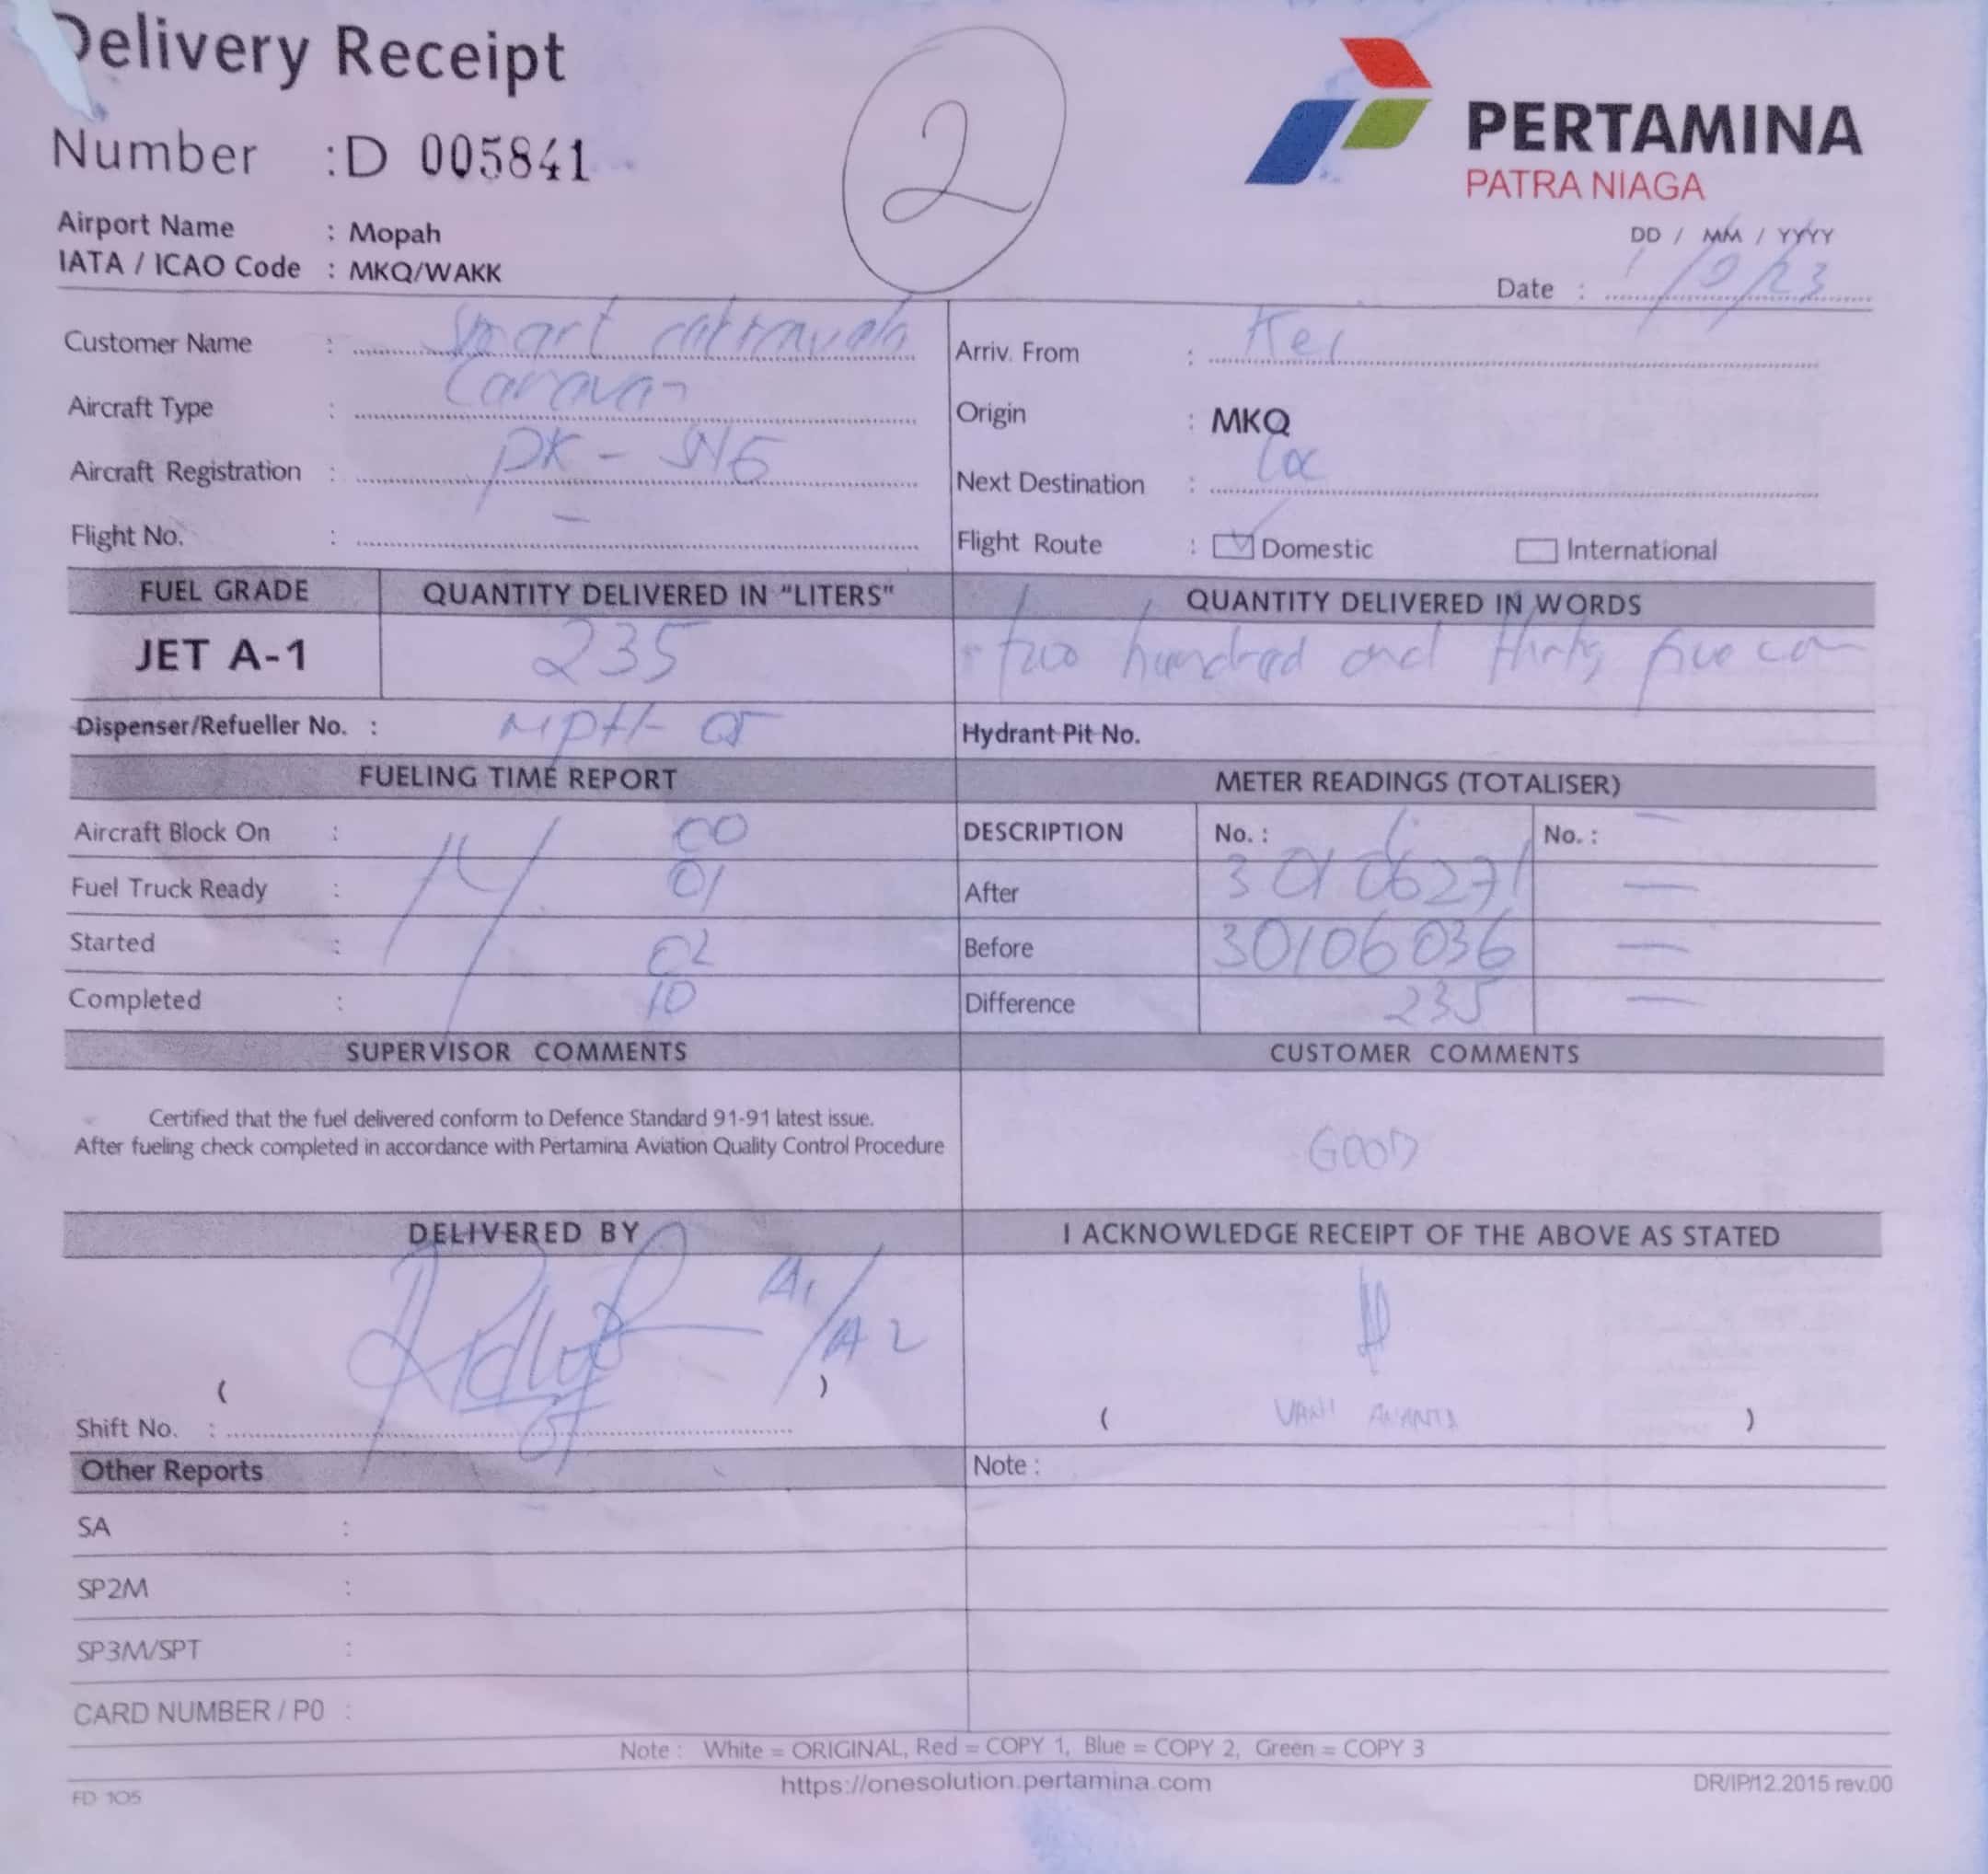 Delivery Receipt
2
PERTAMINA
PATRA NIAGA
Number : D 005841
Airport Name : Mopah
IATA / ICAO Code : MKQ/WAKK
DD / MM / YYYY
Date : /23
Customer Name : Smart
Arriv. From :
Aircraft Type : Caravan
Origin : MKQ
Aircraft Registration : PK -
Next Destination :
Flight No. : -
Flight Route : Domestic International
FUEL GRADE QUANTITY DELIVERED IN "LITERS" QUANTITY DELIVERED IN WORDS
JET A-1 235 two hundred and thirty five
Dispenser/Refueller No. :
Hydrant Pit No.
FUELING TIME REPORT METER READINGS (TOTALISER)
Aircraft Block On : 14 00
DESCRIPTION No. : No. : -
Fuel Truck Ready : 01
After 30106271 -
Started : 02
Before 30106036 -
Completed : 10
Difference 235 -
SUPERVISOR COMMENTS CUSTOMER COMMENTS
Certified that the fuel delivered conform to Defence Standard 91-91 latest issue.
After fueling check completed in accordance with Pertamina Aviation Quality Control Procedure
GOOD
DELIVERED BY I ACKNOWLEDGE RECEIPT OF THE ABOVE AS STATED
A1/A2
( ) ( )
Shift No. :
Other Reports Note :
SA :
SP2M :
SP3M/SPT :
CARD NUMBER / P0 :
Note : White = ORIGINAL, Red = COPY 1, Blue = COPY 2, Green = COPY 3
https://onesolution.pertamina.com
FD 105 DR/IP/12.2015 rev.00